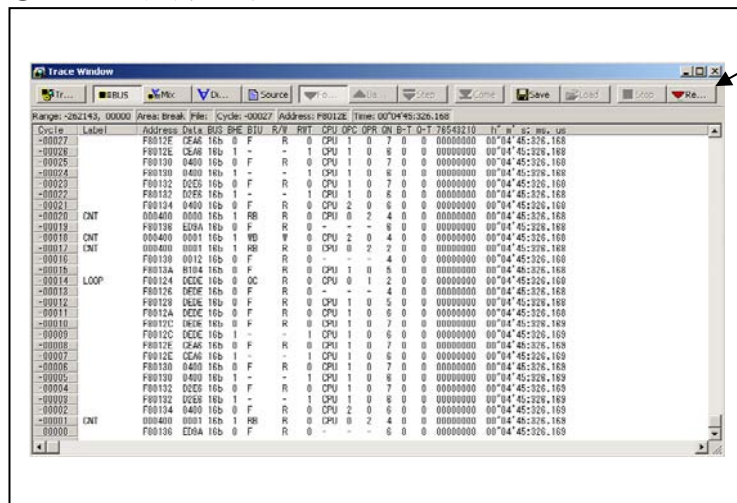 Trace Window
Tr... BUS Mix Di... Source Fo... Ba... Step Come Save Load Stop Re...
Range: -262143, 00000 Area: Break File: Cycle: -00027 Address: F8012E Time: 00"04'45:326.168
Cycle Label Address Data BUS BHE BIU R/W RWT CPU OPC OPR QN B-T Q-T 76543210 h" m' s: ms. us
-00027 F8012E CEA6 16b 0 F R 0 CPU 1 0 7 0 0 00000000 00"04'45:326.168
-00026 F8012E CEA6 16b 1 - - 1 CPU 1 0 6 0 0 00000000 00"04'45:326.168
-00025 F80130 0400 16b 0 F R 0 CPU 1 0 7 0 0 00000000 00"04'45:326.168
-00024 F80130 0400 16b 1 - - 1 CPU 1 0 6 0 0 00000000 00"04'45:326.168
-00023 F80132 D2E6 16b 0 F R 0 CPU 1 0 7 0 0 00000000 00"04'45:326.168
-00022 F80132 D2E6 16b 1 - - 1 CPU 1 0 6 0 0 00000000 00"04'45:326.168
-00021 F80134 0400 16b 0 F R 0 CPU 2 0 6 0 0 00000000 00"04'45:326.168
-00020 CNT 000400 0000 16b 1 RB R 0 CPU 0 2 4 0 0 00000000 00"04'45:326.168
-00019 F80136 ED9A 16b 0 F R 0 - - - 6 0 0 00000000 00"04'45:326.168
-00018 CNT 000400 0001 16b 1 WB W 0 CPU 2 0 4 0 0 00000000 00"04'45:326.168
-00017 CNT 000400 0001 16b 1 RB R 0 CPU 0 2 2 0 0 00000000 00"04'45:326.168
-00016 F80138 0012 16b 0 F R 0 - - - 4 0 0 00000000 00"04'45:326.168
-00015 F8013A B104 16b 0 F R 0 CPU 1 0 5 0 0 00000000 00"04'45:326.168
-00014 LOOP F80124 DEDE 16b 0 QC R 0 CPU 0 1 2 0 0 00000000 00"04'45:326.168
-00013 F80126 DEDE 16b 0 F R 0 - - - 4 0 0 00000000 00"04'45:326.168
-00012 F80128 DEDE 16b 0 F R 0 CPU 1 0 5 0 0 00000000 00"04'45:326.168
-00011 F8012A DEDE 16b 0 F R 0 CPU 1 0 6 0 0 00000000 00"04'45:326.168
-00010 F8012C DEDE 16b 0 F R 0 CPU 1 0 7 0 0 00000000 00"04'45:326.169
-00009 F8012C DEDE 16b 1 - - 1 CPU 1 0 6 0 0 00000000 00"04'45:326.169
-00008 F8012E CEA6 16b 0 F R 0 CPU 1 0 7 0 0 00000000 00"04'45:326.169
-00007 F8012E CEA6 16b 1 - - 1 CPU 1 0 6 0 0 00000000 00"04'45:326.169
-00006 F80130 0400 16b 0 F R 0 CPU 1 0 7 0 0 00000000 00"04'45:326.169
-00005 F80130 0400 16b 1 - - 1 CPU 1 0 6 0 0 00000000 00"04'45:326.169
-00004 F80132 D2E6 16b 0 F R 0 CPU 1 0 7 0 0 00000000 00"04'45:326.169
-00003 F80132 D2E6 16b 1 - - 1 CPU 1 0 6 0 0 00000000 00"04'45:326.169
-00002 F80134 0400 16b 0 F R 0 CPU 2 0 6 0 0 00000000 00"04'45:326.169
-00001 CNT 000400 0001 16b 1 RB R 0 CPU 0 2 4 0 0 00000000 00"04'45:326.169
00000 F80136 ED9A 16b 0 F R 0 - - - 6 0 0 00000000 00"04'45:326.169